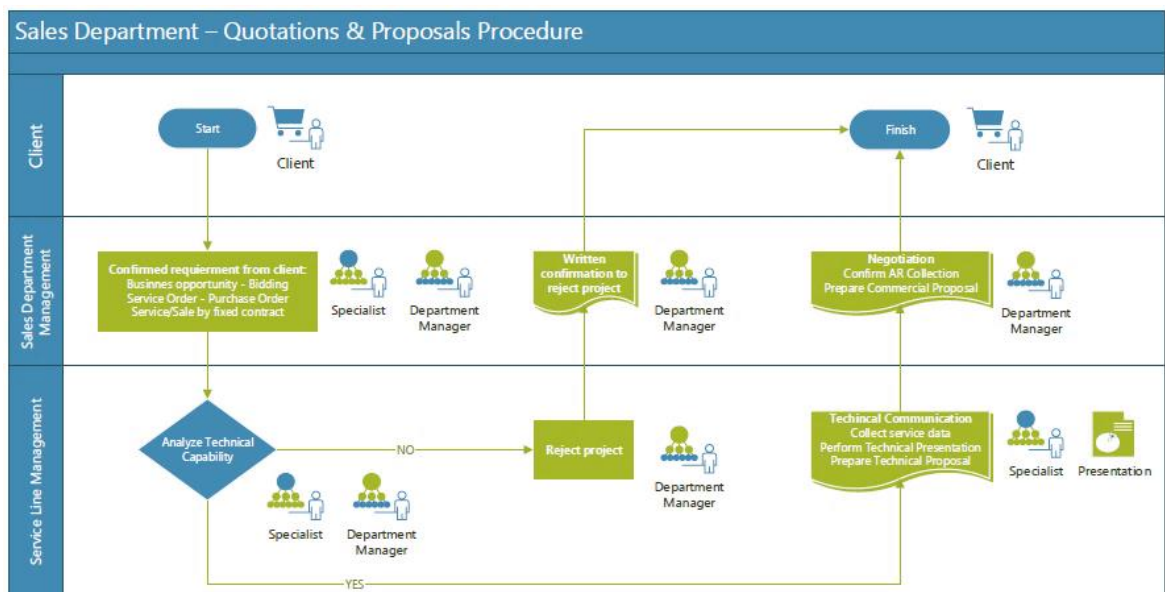 Sales Department – Quotations & Proposals Procedure
Client
Start
Client
Finish
Client
Sales Department
Management
Confirmed requierment from client:
Businnes opportunity - Bidding
Service Order - Purchase Order
Service/Sale by fixed contract
Specialist
Department
Manager
Written
confirmation to
reject project
Department
Manager
Negotiation
Confirm AR Collection
Prepare Commercial Proposal
Department
Manager
Service Line Management
Analyze Technical
Capability
NO
Specialist
Department
Manager
Reject project
Department
Manager
Techincal Communication
Collect service data
Perform Technical Presentation
Prepare Technical Proposal
Specialist
Presentation
YES